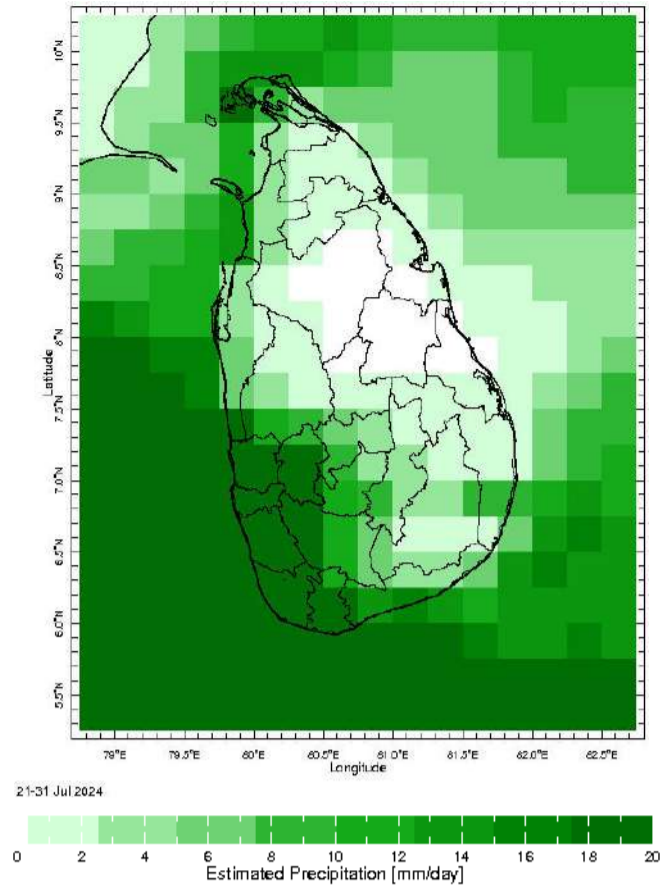 10°N
9.5°N
9°N
8.5°N
8°N
7.5°N
7.0°N
6.5°N
6.0°N
5.5°N
Latitude
79°E 79.5°E 80°E 80.5°E 81.0°E 81.5°E 82.0°E 82.5°E
Longitude
21-31 Jul 2024
0 2 4 6 8 10 12 14 16 18 20
Estimated Precipitation [mm/day]